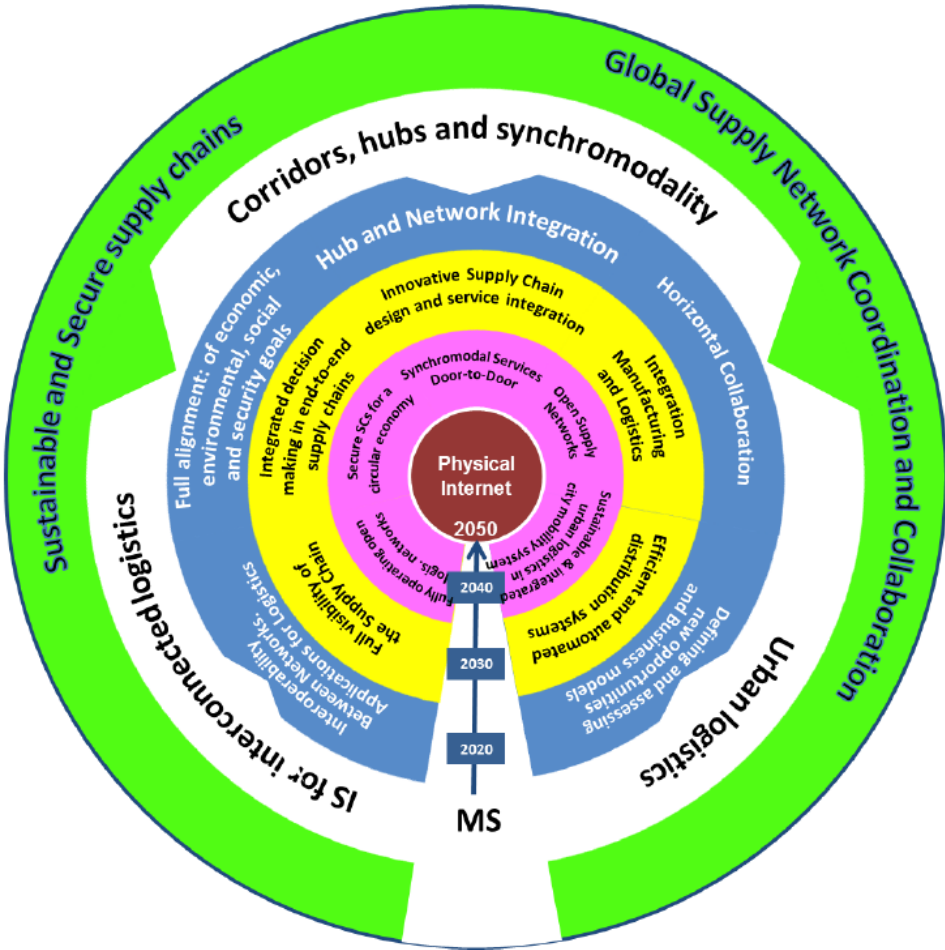 Sustainable and Secure supply chains
Global Supply Network Coordination and Collaboration
Corridors, hubs and synchromodality
IS for interconnected logistics
Urban logistics
Hub and Network Integration
Full alignment: of economic,
environmental, social
and security goals
Horizontal Collaboration
Interoperability
Between Networks.
Applications for Logistics
Defining and assessing
new opportunities
and Business models
Innovative Supply Chain
design and service integration
Integrated decision
making in end-to-end
supply chains
Integration
Manufacturing
and Logistics
Full visibility of
the Supply Chain
Efficient and automated
distribution systems
Synchromodal Services
Door-to-Door
Secure SCs for a
circular economy
Open Supply
Networks
Fully operating open
logis. networks
Sustainable & integrated
urban logistics in
city mobility system
Physical
Internet
2050
2040
2030
2020
MS